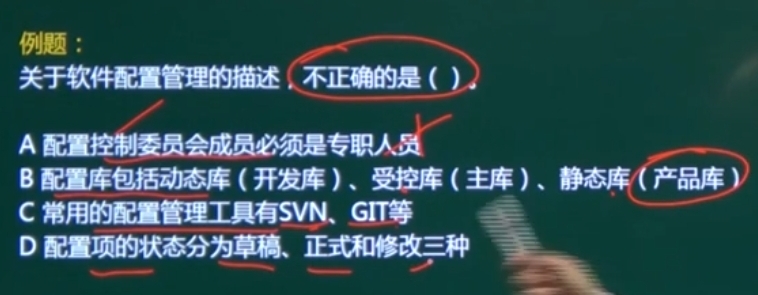 例题：
关于软件配置管理的描述，不正确的是（ ）。
A 配置控制委员会成员必须是专职人员
B 配置库包括动态库（开发库）、受控库（主库）、静态库（产品库）
C 常用的配置管理工具有SVN、GIT等
D 配置项的状态分为草稿、正式和修改三种